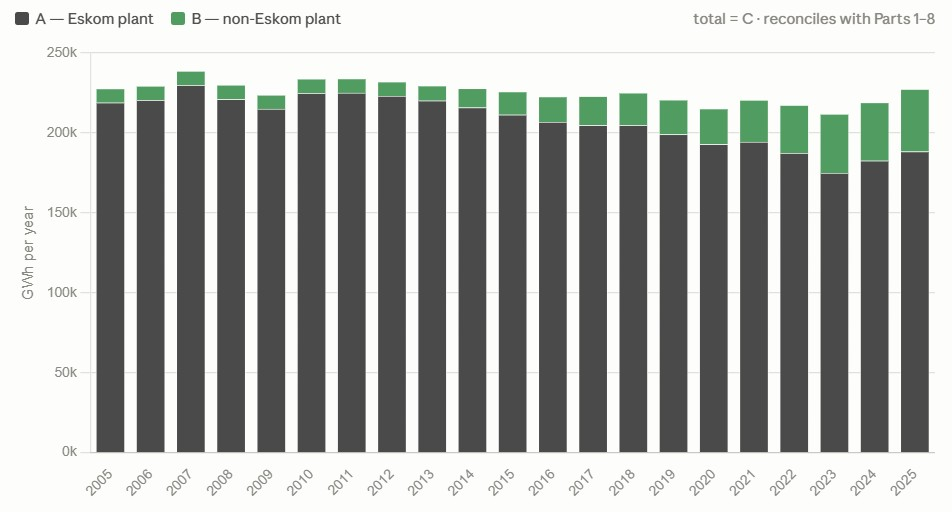 A — Eskom plant
B — non-Eskom plant
total = C · reconciles with Parts 1–8
250k
200k
150k
100k
50k
0k
GWh per year
2005
2006
2007
2008
2009
2010
2011
2012
2013
2014
2015
2016
2017
2018
2019
2020
2021
2022
2023
2024
2025